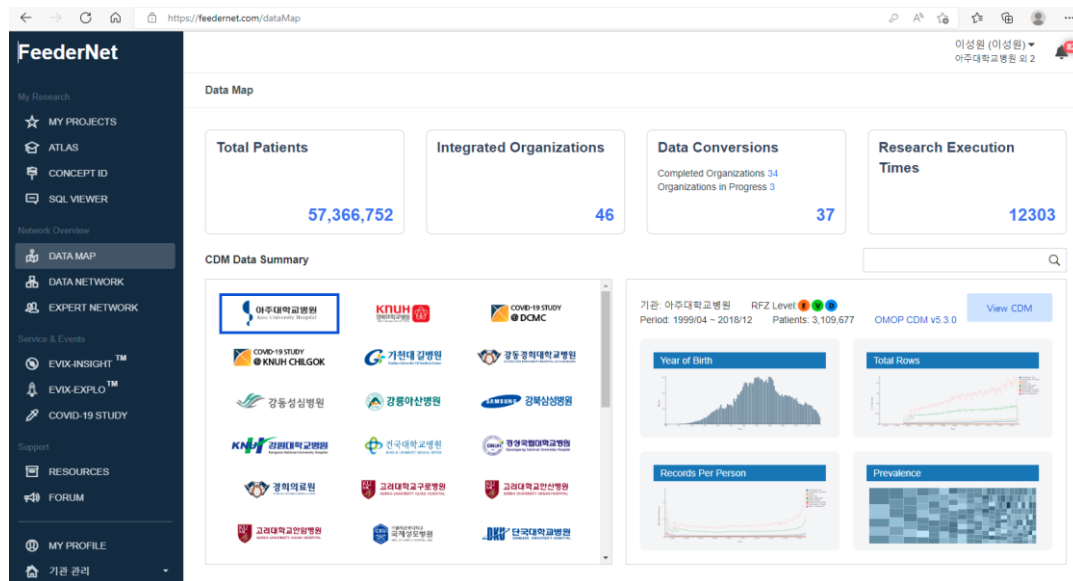 https://feedernet.com/dataMap
FeederNet
이성원 (이성원)
아주대학교병원 외 2
My Research
MY PROJECTS
ATLAS
CONCEPT ID
SQL VIEWER
Network Overview
DATA MAP
DATA NETWORK
EXPERT NETWORK
Service & Events
EVIX-INSIGHT TM
EVIX-EXPLO TM
COVID-19 STUDY
Support
RESOURCES
FORUM
MY PROFILE
기관 관리
Data Map
Total Patients
57,366,752
Integrated Organizations
46
Data Conversions
Completed Organizations 34
Organizations in Progress 3
37
Research Execution
Times
12303
CDM Data Summary
아주대학교병원
Ajou University Hospital
KNUH
COVID-19 STUDY
@ DCMC
COVID-19 STUDY
@ KNUH CHILGOK
가천대 길병원
강동경희대학교병원
강동성심병원
강릉아산병원
SAMSUNG 강북삼성병원
KNUH 강원대학교병원
건국대학교병원
경상국립대학교병원
경희의료원
고려대학교구로병원
고려대학교안산병원
고려대학교안암병원
국제성모병원
DKUH 단국대학교병원
기관: 아주대학교병원 RFZ Level: E V D
Period: 1999/04 ~ 2018/12 Patients: 3,109,677 OMOP CDM v5.3.0
View CDM
Year of Birth
Total Rows
Records Per Person
Prevalence